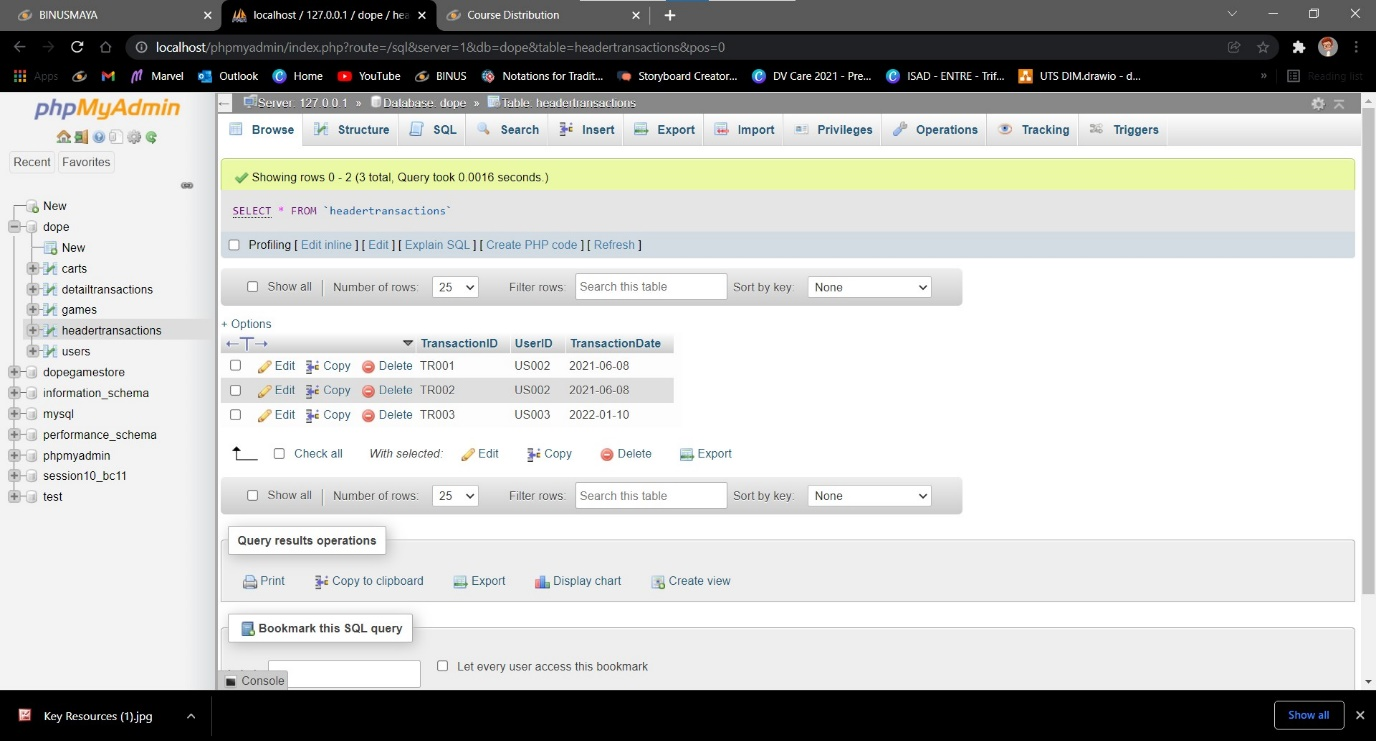 BINUSMAYA
localhost / 127.0.0.1 / dope / hea
Course Distribution
localhost/phpmyadmin/index.php?route=/sql&server=1&db=dope&table=headertransactions&pos=0
Apps
Marvel
Outlook
Home
YouTube
BINUS
Notations for Tradit...
Storyboard Creator...
DV Care 2021 - Pre...
ISAD - ENTRE - Trif...
UTS DIM.drawio - d...
»
Reading list
phpMyAdmin
Recent Favorites
New
dope
New
carts
detailtransactions
games
headertransactions
users
dopegamestore
information_schema
mysql
performance_schema
phpmyadmin
session10_bc11
test
Server: 127.0.0.1 » Database: dope » Table: headertransactions
Browse Structure SQL Search Insert Export Import Privileges Operations Tracking Triggers
Showing rows 0 - 2 (3 total, Query took 0.0016 seconds.)
SELECT * FROM `headertransactions`
Profiling [ Edit inline ] [ Edit ] [ Explain SQL ] [ Create PHP code ] [ Refresh ]
Show all | Number of rows: 25 Filter rows: Search this table Sort by key: None
+ Options
←T→ TransactionID UserID TransactionDate
Edit Copy Delete TR001 US002 2021-06-08
Edit Copy Delete TR002 US002 2021-06-08
Edit Copy Delete TR003 US003 2022-01-10
Check all With selected: Edit Copy Delete Export
Show all | Number of rows: 25 Filter rows: Search this table Sort by key: None
Query results operations
Print Copy to clipboard Export Display chart Create view
Bookmark this SQL query
Let every user access this bookmark
Console
Key Resources (1).jpg
Show all